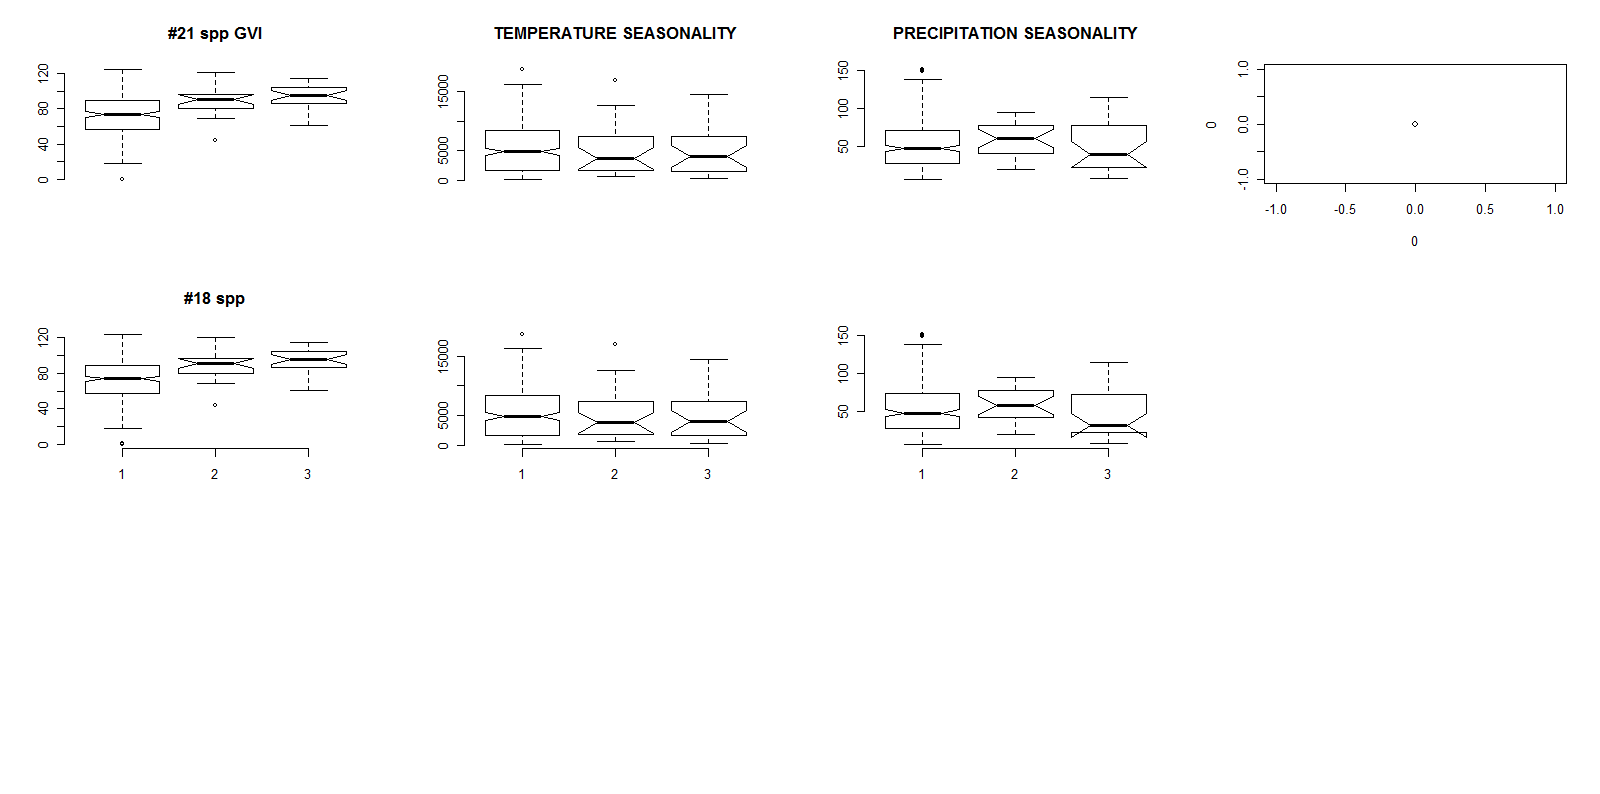 #21 spp GVI
TEMPERATURE SEASONALITY
PRECIPITATION SEASONALITY
0 40 80 120
0 5000 15000
50 100 150
-1.0 0.0 1.0
0
-1.0 -0.5 0.0 0.5 1.0
0
#18 spp
0 40 80 120
0 5000 15000
50 100 150
1 2 3
1 2 3
1 2 3